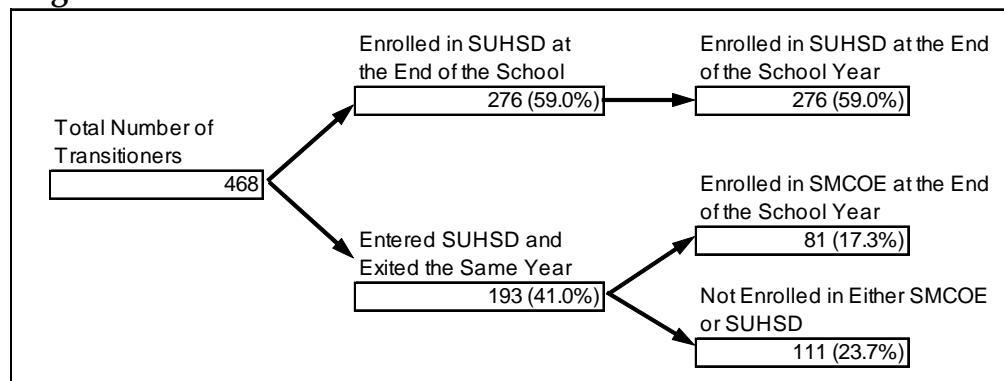 Enrolled in SUHSD at
the End of the School
276 (59.0%)
Enrolled in SUHSD at the End
of the School Year
276 (59.0%)
Total Number of
Transitioners
468
Entered SUHSD and
Exited the Same Year
193 (41.0%)
Enrolled in SMCOE at the End
of the School Year
81 (17.3%)
Not Enrolled in Either SMCOE
or SUHSD
111 (23.7%)